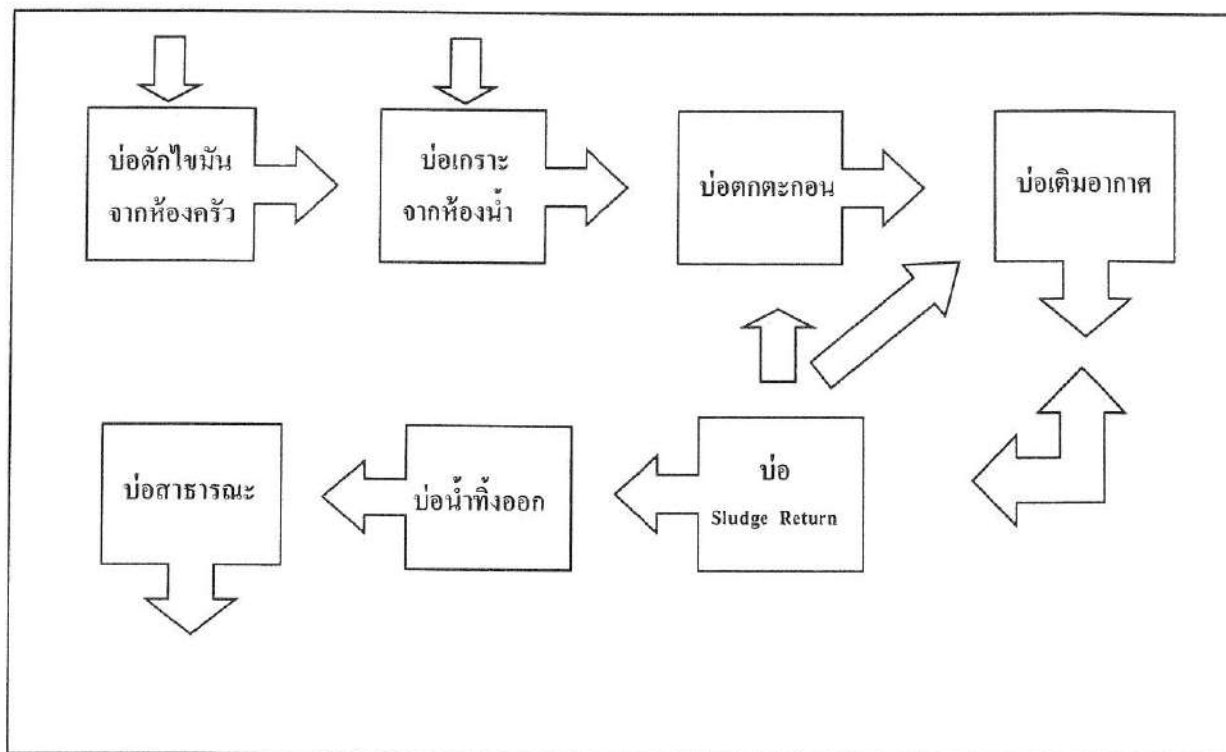 บ่อดักไขมัน
จากห้องครัว
บ่อเกราะ
จากห้องน้ำ
บ่อตกตะกอน
บ่อเติมอากาศ
บ่อสาธารณะ
บ่อน้ำทิ้งออก
บ่อ
Sludge Return